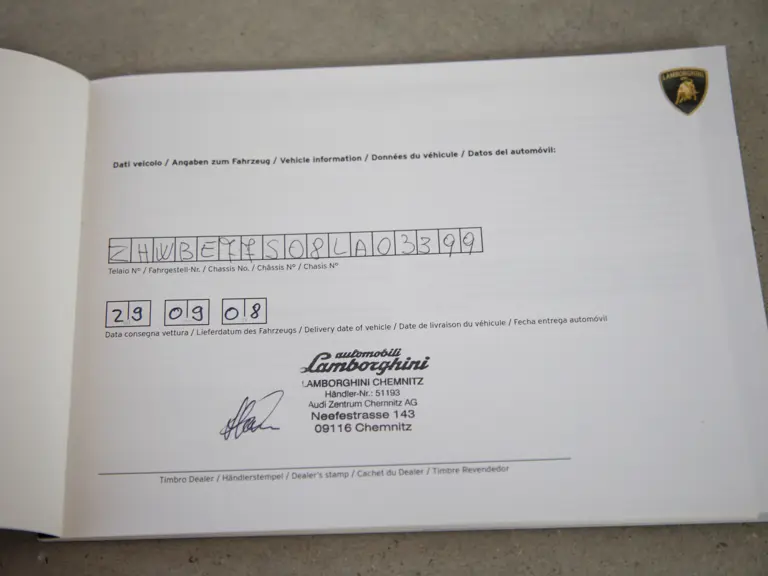 LAMBORGHINI
Dati veicolo / Angaben zum Fahrzeug / Vehicle information / Données du véhicule / Datos del automóvil:
ZHWBE77S08LA03399
Telaio N° / Fahrgestell-Nr. / Chassis No. / Châssis N° / Chasis N°
29 09 08
Data consegna vettura / Lieferdatum des Fahrzeugs / Delivery date of vehicle / Date de livraison du véhicule / Fecha entrega automóvil
automobili
Lamborghini
LAMBORGHINI CHEMNITZ
Händler-Nr.: 51193
Audi Zentrum Chemnitz AG
Neefestrasse 143
09116 Chemnitz
Timbro Dealer / Händlerstempel / Dealer's stamp / Cachet du Dealer / Timbre Revendedor